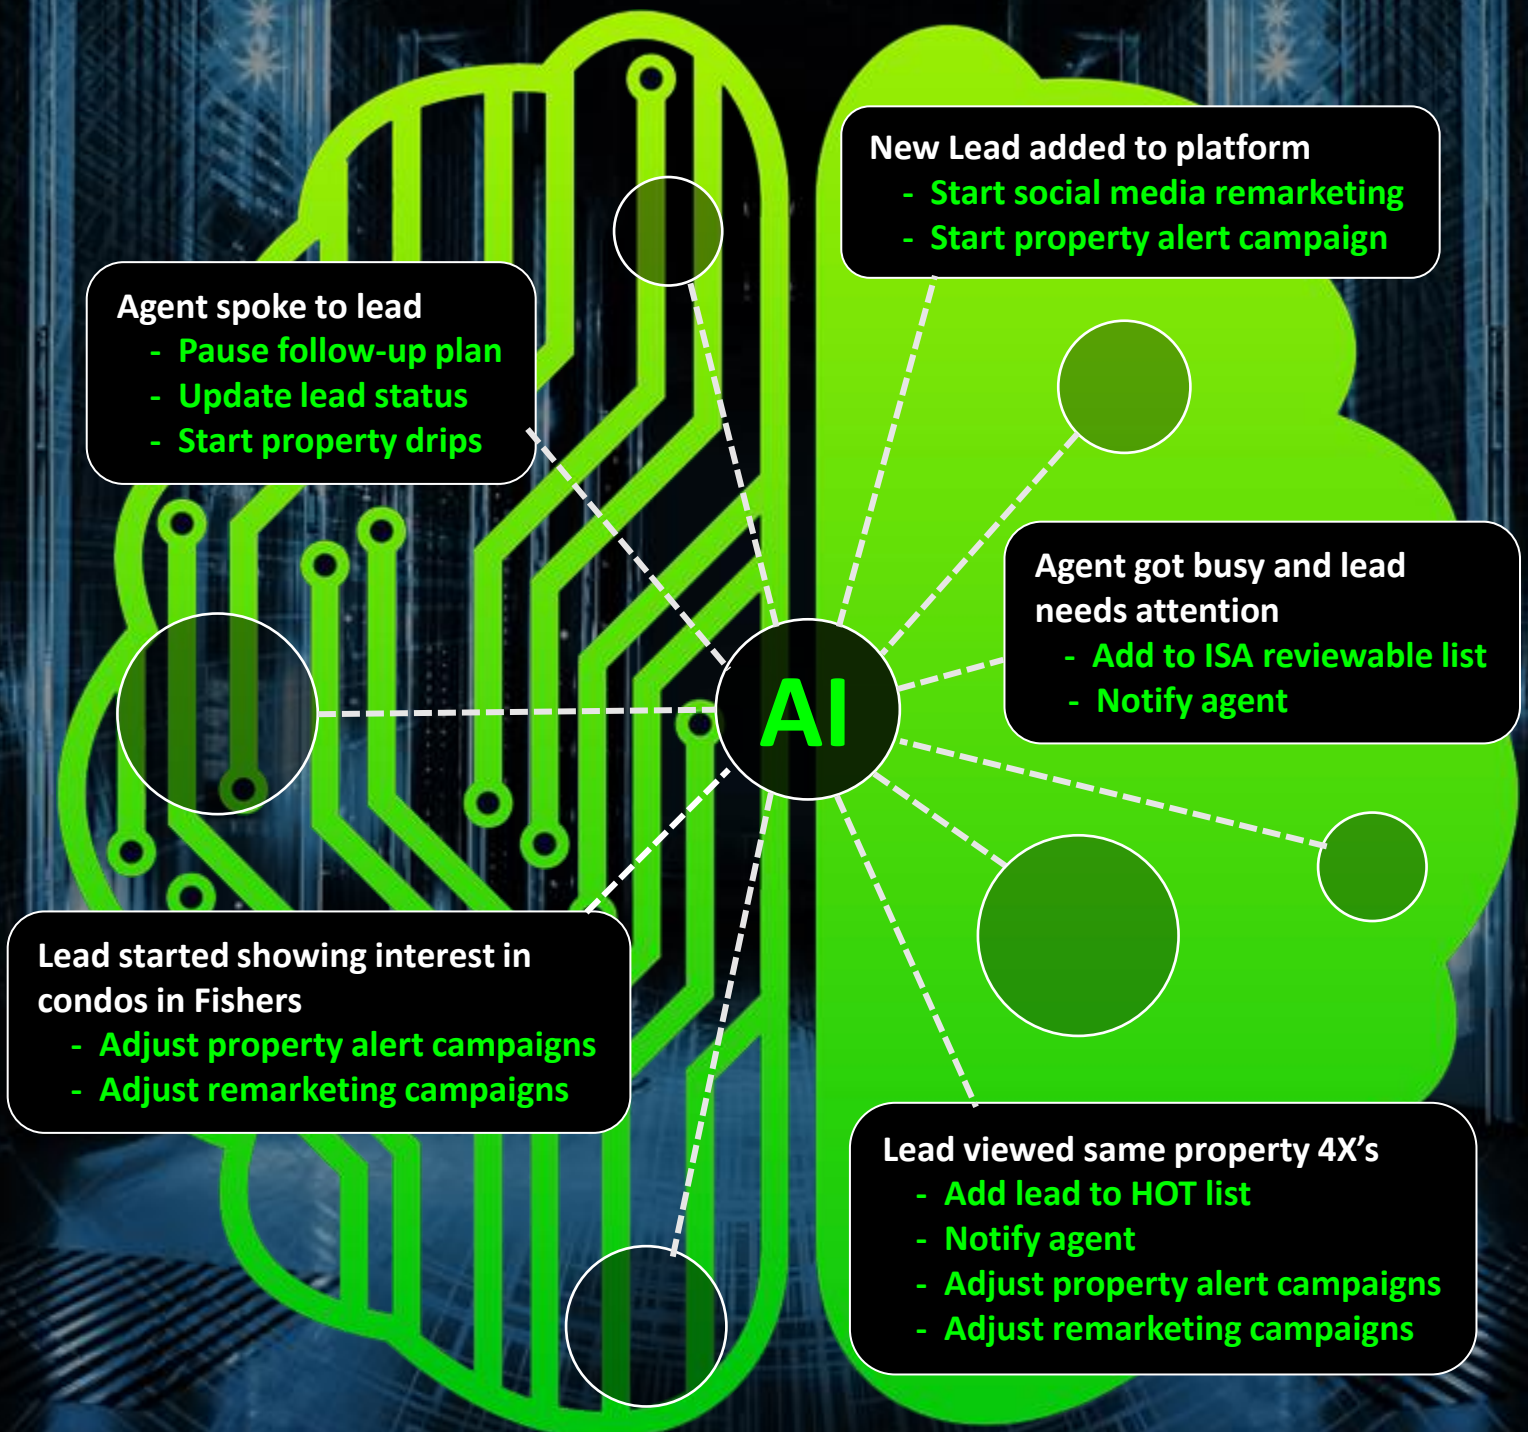 New Lead added to platform
- Start social media remarketing
- Start property alert campaign
Agent spoke to lead
- Pause follow-up plan
- Update lead status
- Start property drips
Agent got busy and lead
needs attention
- Add to ISA reviewable list
- Notify agent
AI
Lead started showing interest in
condos in Fishers
- Adjust property alert campaigns
- Adjust remarketing campaigns
Lead viewed same property 4X’s
- Add lead to HOT list
- Notify agent
- Adjust property alert campaigns
- Adjust remarketing campaigns